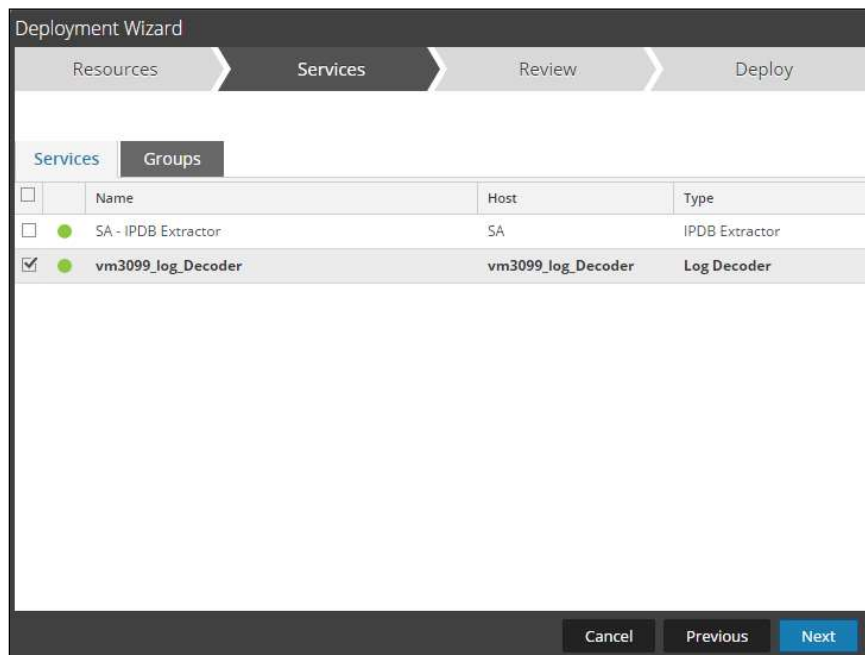 Deployment Wizard
Resources Services Review Deploy
Services Groups
Name Host Type
SA - IPDB Extractor SA IPDB Extractor
vm3099_log_Decoder vm3099_log_Decoder Log Decoder
Cancel Previous Next